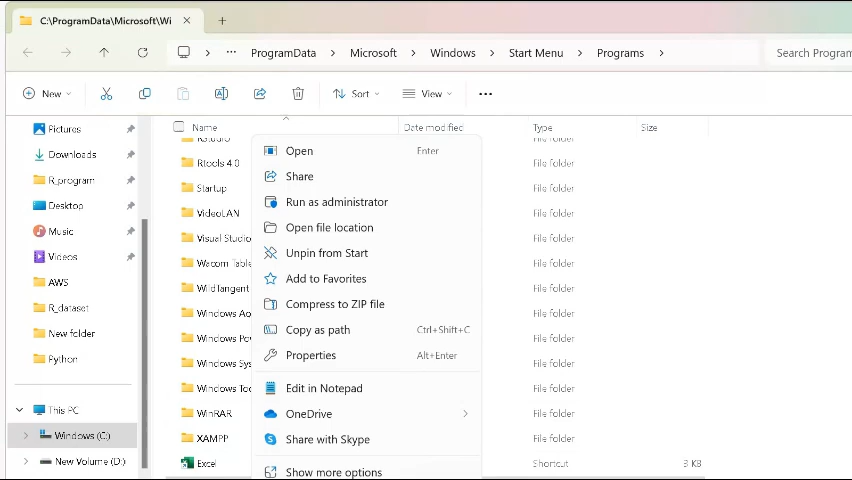 C:\ProgramData\Microsoft\Wi
ProgramData > Microsoft > Windows > Start Menu > Programs >
Search Program
New
Sort
View
Name
Date modified
Type
Size
Pictures
Downloads
R_program
Desktop
Music
Videos
AWS
R_dataset
New folder
Python
This PC
Windows (C:)
New Volume (D:)
RStudio File folder
Rtools 4.0 File folder
Startup File folder
VideoLAN File folder
Visual Studio File folder
Wacom Table File folder
WildTangent File folder
Windows Ac File folder
Windows Pow File folder
Windows Sys File folder
Windows Too File folder
WinRAR File folder
XAMPP File folder
Excel Shortcut 3 KB
Open Enter
Share
Run as administrator
Open file location
Unpin from Start
Add to Favorites
Compress to ZIP file
Copy as path Ctrl+Shift+C
Properties Alt+Enter
Edit in Notepad
OneDrive
Share with Skype
Show more options